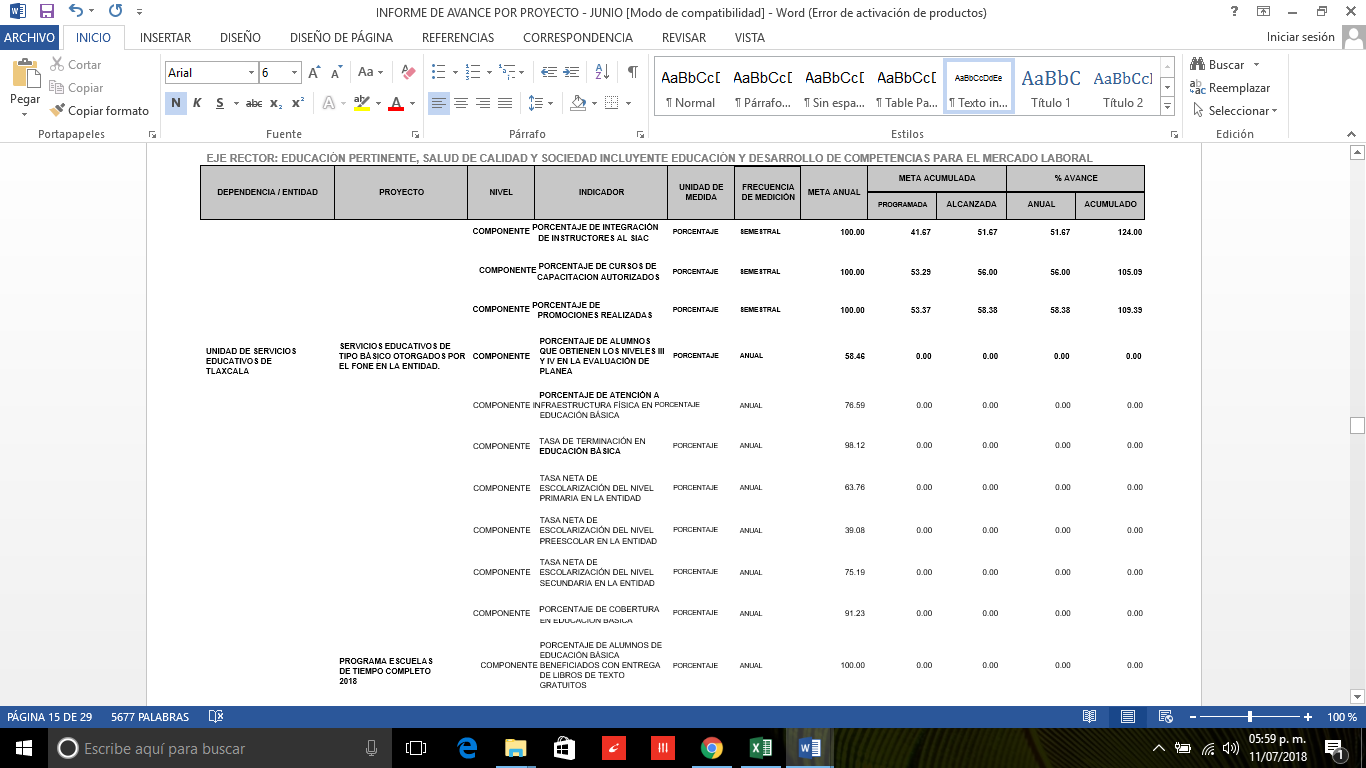 INFORME DE AVANCE POR PROYECTO - JUNIO [Modo de compatibilidad] - Word (Error de activación de productos)
ARCHIVO INICIO INSERTAR DISEÑO DISEÑO DE PÁGINA REFERENCIAS CORRESPONDENCIA REVISAR VISTA Iniciar sesión
Pegar
Cortar
Copiar
Copiar formato
Portapapeles
Arial 6
N K S abc x₂ x²
Fuente
Párrafo
AaBbCcI AaBbCcI AaBbCcI AaBbCcI AaBbCcDdEe AaBbC AaBbCcI
¶ Normal ¶ Párrafo... ¶ Sin espa... ¶ Table Pa... ¶ Texto in... Título 1 Título 2
Estilos
Buscar
Reemplazar
Seleccionar
Edición
EJE RECTOR: EDUCACIÓN PERTINENTE, SALUD DE CALIDAD Y SOCIEDAD INCLUYENTE EDUCACIÓN Y DESARROLLO DE COMPETENCIAS PARA EL MERCADO LABORAL
DEPENDENCIA / ENTIDAD PROYECTO NIVEL INDICADOR UNIDAD DE MEDIDA FRECUENCIA DE MEDICIÓN META ANUAL META ACUMULADA % AVANCE
PROGRAMADA ALCANZADA ANUAL ACUMULADO
COMPONENTE PORCENTAJE DE INTEGRACIÓN PORCENTAJE SEMESTRAL 100.00 41.67 51.67 51.67 124.00
DE INSTRUCTORES AL SIAC
COMPONENTE PORCENTAJE DE CURSOS DE PORCENTAJE SEMESTRAL 100.00 53.29 56.00 56.00 105.09
CAPACITACION AUTORIZADOS
COMPONENTE PORCENTAJE DE PORCENTAJE SEMESTRAL 100.00 53.37 58.38 58.38 109.39
PROMOCIONES REALIZADAS
UNIDAD DE SERVICIOS
EDUCATIVOS DE
TLAXCALA
SERVICIOS EDUCATIVOS DE
TIPO BÁSICO OTORGADOS POR
EL FONE EN LA ENTIDAD.
COMPONENTE
PORCENTAJE DE ALUMNOS
QUE OBTIENEN LOS NIVELES III
Y IV EN LA EVALUACIÓN DE
PLANEA
PORCENTAJE ANUAL 58.46 0.00 0.00 0.00 0.00
PORCENTAJE DE ATENCIÓN A
COMPONENTE INFRAESTRUCTURA FÍSICA EN PORCENTAJE ANUAL 76.59 0.00 0.00 0.00 0.00
EDUCACIÓN BÁSICA
COMPONENTE TASA DE TERMINACIÓN EN PORCENTAJE ANUAL 98.12 0.00 0.00 0.00 0.00
EDUCACIÓN BÁSICA
TASA NETA DE
COMPONENTE ESCOLARIZACIÓN DEL NIVEL PORCENTAJE ANUAL 63.76 0.00 0.00 0.00 0.00
PRIMARIA EN LA ENTIDAD
TASA NETA DE
COMPONENTE ESCOLARIZACIÓN DEL NIVEL PORCENTAJE ANUAL 39.08 0.00 0.00 0.00 0.00
PREESCOLAR EN LA ENTIDAD
TASA NETA DE
COMPONENTE ESCOLARIZACIÓN DEL NIVEL PORCENTAJE ANUAL 75.19 0.00 0.00 0.00 0.00
SECUNDARIA EN LA ENTIDAD
COMPONENTE PORCENTAJE DE COBERTURA PORCENTAJE ANUAL 91.23 0.00 0.00 0.00 0.00
EN EDUCACIÓN BÁSICA
PROGRAMA ESCUELAS
DE TIEMPO COMPLETO
2018
PORCENTAJE DE ALUMNOS DE
EDUCACIÓN BÁSICA
COMPONENTE BENEFICIADOS CON ENTREGA PORCENTAJE ANUAL 100.00 0.00 0.00 0.00 0.00
DE LIBROS DE TEXTO
GRATUITOS
PÁGINA 15 DE 29 5677 PALABRAS 100 %
Escribe aquí para buscar
05:59 p. m.
11/07/2018
1